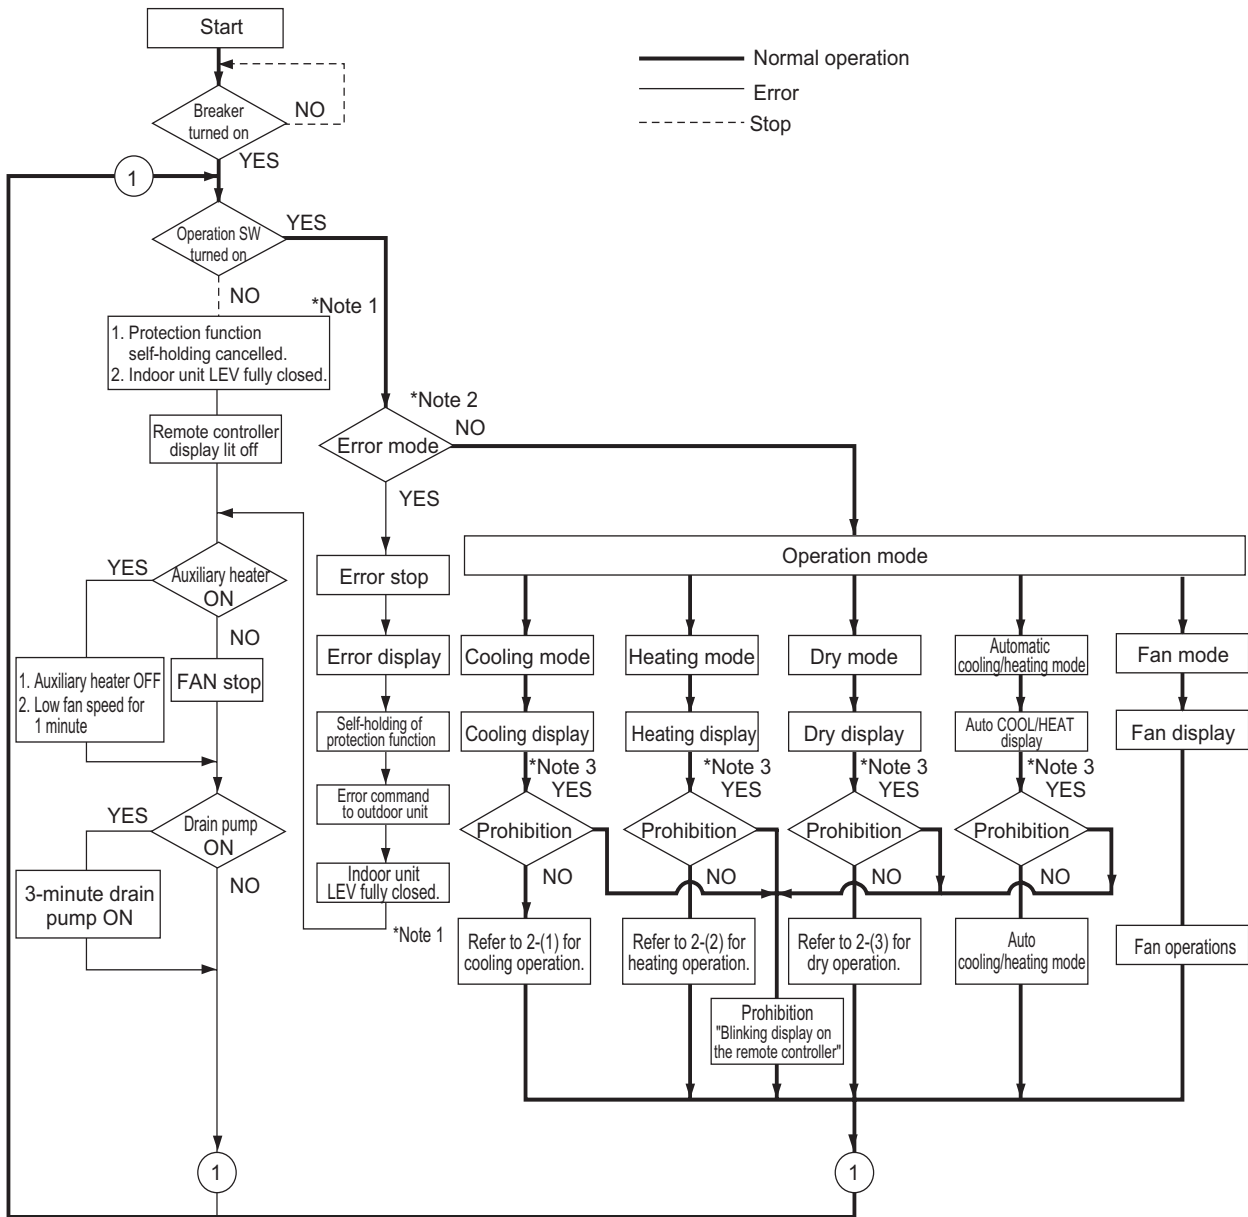 Start
Normal operation
Error
Stop
Breaker
turned on
NO
YES
1
Operation SW
turned on
YES
NO
*Note 1
1. Protection function
self-holding cancelled.
2. Indoor unit LEV fully closed.
Remote controller
display lit off
*Note 2
Error mode
NO
YES
Auxiliary heater
ON
YES
NO
1. Auxiliary heater OFF
2. Low fan speed for
1 minute
FAN stop
Drain pump
ON
YES
NO
3-minute drain
pump ON
1
Error stop
Error display
Self-holding of
protection function
Error command
to outdoor unit
Indoor unit
LEV fully closed.
*Note 1
Operation mode
Cooling mode
Heating mode
Dry mode
Automatic
cooling/heating mode
Fan mode
Cooling display
Heating display
Dry display
Auto COOL/HEAT
display
Fan display
*Note 3
YES
*Note 3
YES
*Note 3
YES
*Note 3
YES
Prohibition
Prohibition
Prohibition
Prohibition
NO
NO
NO
NO
Refer to 2-(1) for
cooling operation.
Refer to 2-(2) for
heating operation.
Refer to 2-(3) for
dry operation.
Auto
cooling/heating mode
Fan operations
Prohibition
"Blinking display on
the remote controller"
1